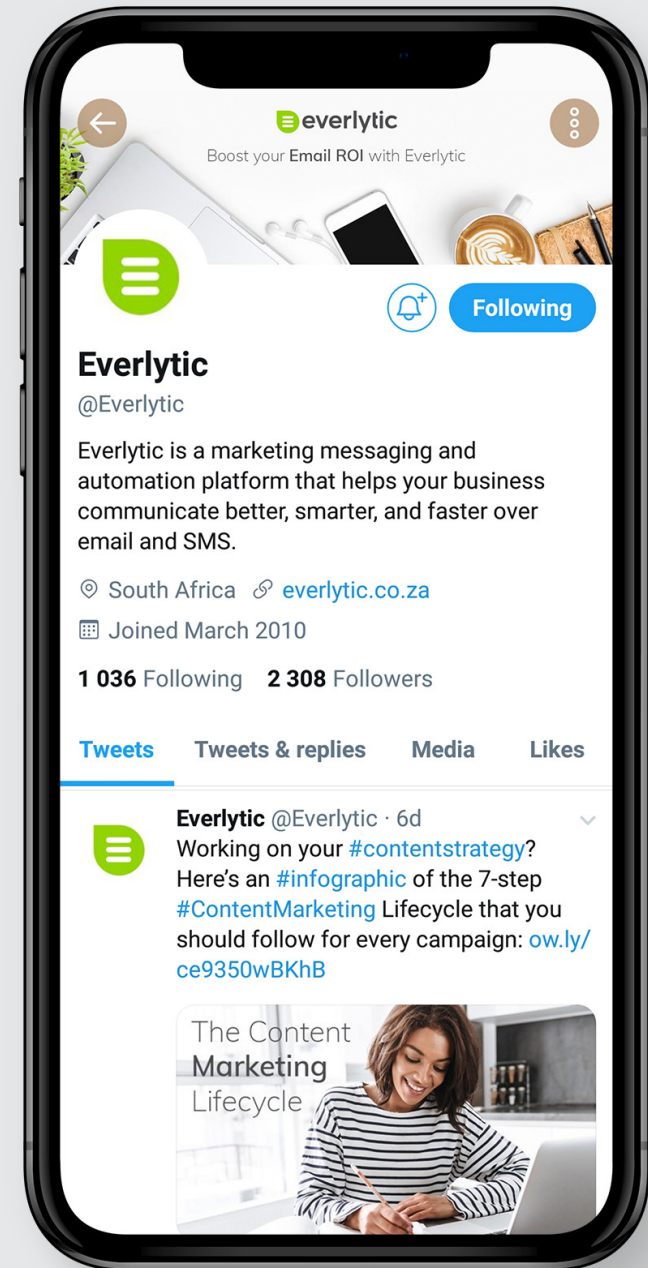 everlytic
Boost your Email ROI with Everlytic
Following
Everlytic
@Everlytic
Everlytic is a marketing messaging and
automation platform that helps your business
communicate better, smarter, and faster over
email and SMS.
South Africa everlytic.co.za
Joined March 2010
1 036 Following 2 308 Followers
Tweets Tweets & replies Media Likes
Everlytic @Everlytic · 6d
Working on your #contentstrategy?
Here’s an #infographic of the 7-step
#ContentMarketing Lifecycle that you
should follow for every campaign: ow.ly/
ce9350wBKhB
The Content
Marketing
Lifecycle